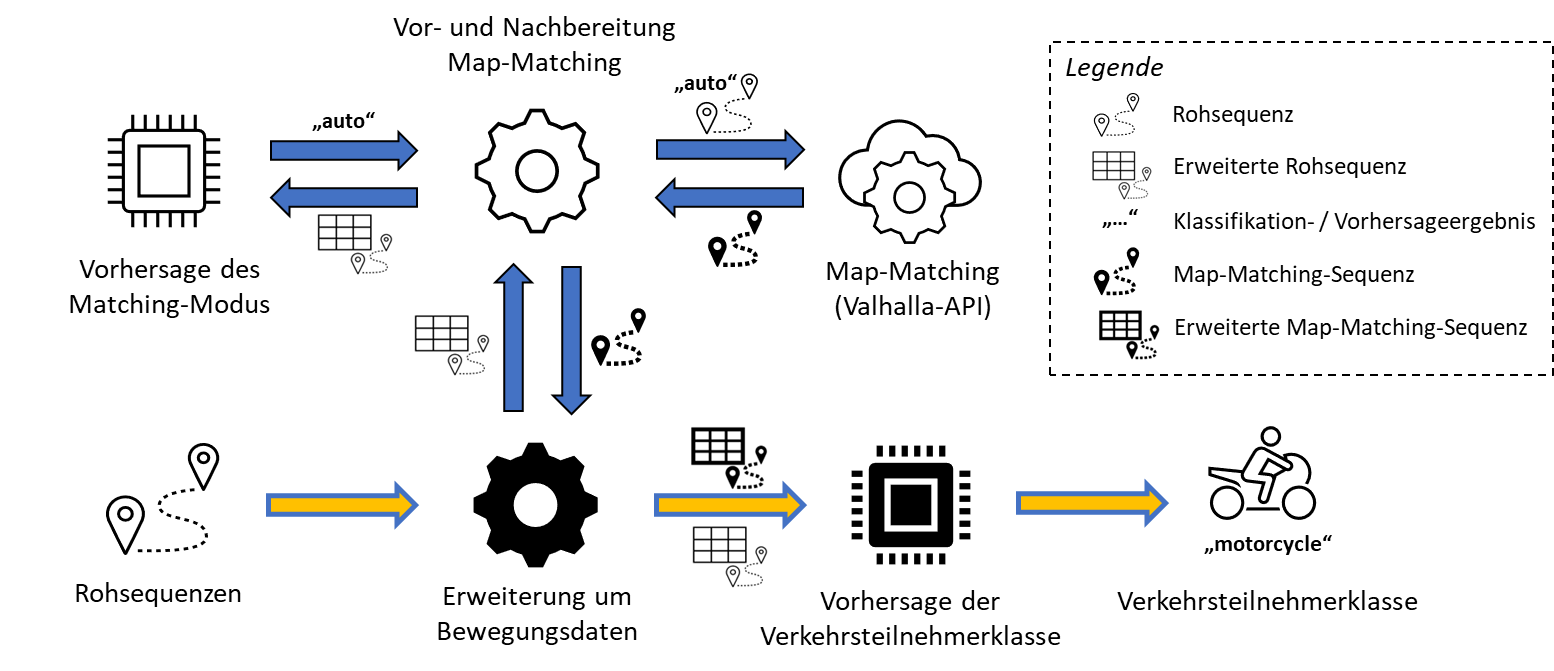 Vor- und Nachbereitung
Map-Matching
„auto“
„auto“
Vorhersage des
Matching-Modus
Map-Matching
(Valhalla-API)
Legende
Rohsequenz
Erweiterte Rohsequenz
„...“ Klassifikation- / Vorhersageergebnis
Map-Matching-Sequenz
Erweiterte Map-Matching-Sequenz
Rohsequenzen
Erweiterung um
Bewegungsdaten
Vorhersage der
Verkehrsteilnehmerklasse
„motorcycle“
Verkehrsteilnehmerklasse